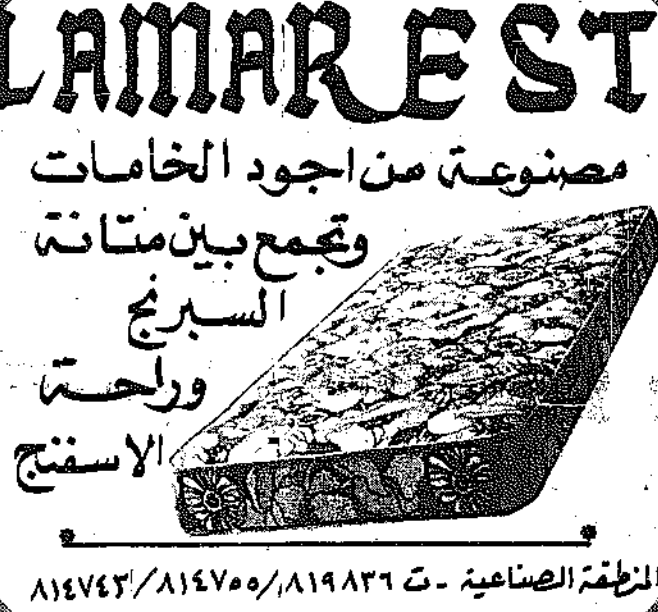 LAMAREST
مصنوعة من اجود الخامات
وتجمع بين متانة
السبرنج
وراحة
الاسفنج
المنطقة الصناعية - ت ٨١٩٨٣٦/٨١٤٧٥٥/٨١٤٧٤٣